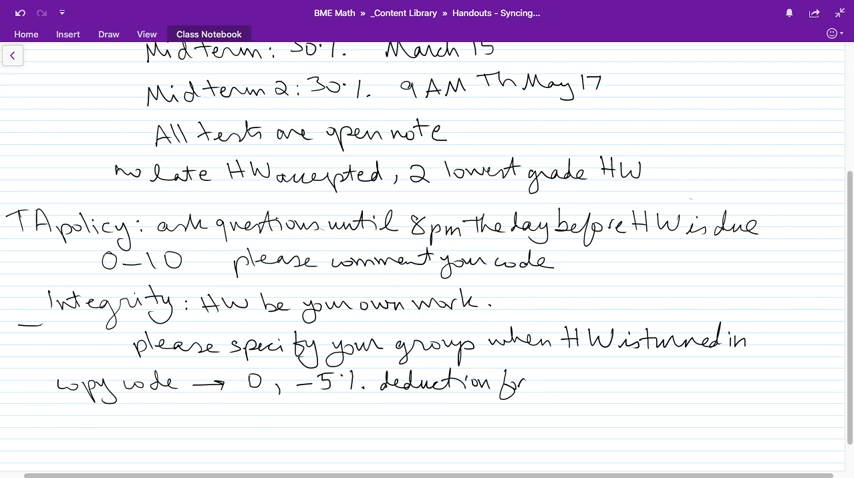 BME Math » _Content Library » Handouts - Syncing...
Home Insert Draw View Class Notebook
Midterm: 30%. March 15
Midterm 2: 30%. 9 AM Th May 17
All tests are open note
no late HW accepted, 2 lowest grade HW
TA policy: ask questions until 8pm the day before HW is due
0-10 please comment your code
Integrity: HW be your own work.
please specify your group when HW is turned in
copy code → 0, -5%. deduction for